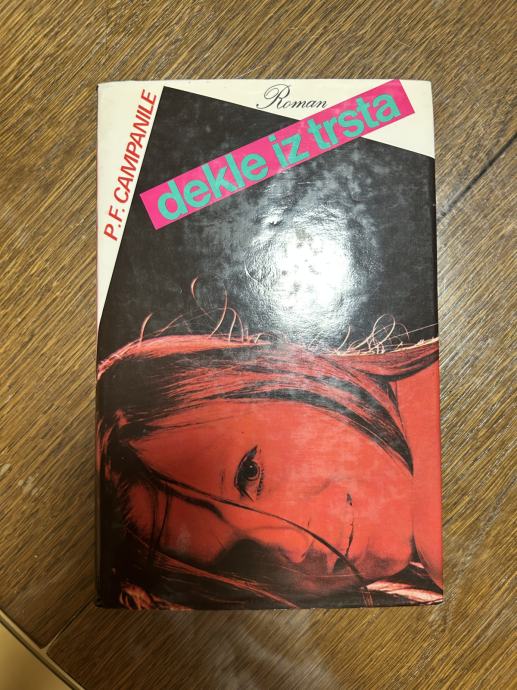 P.F. CAMPANILE
Roman
dekle iz trsta